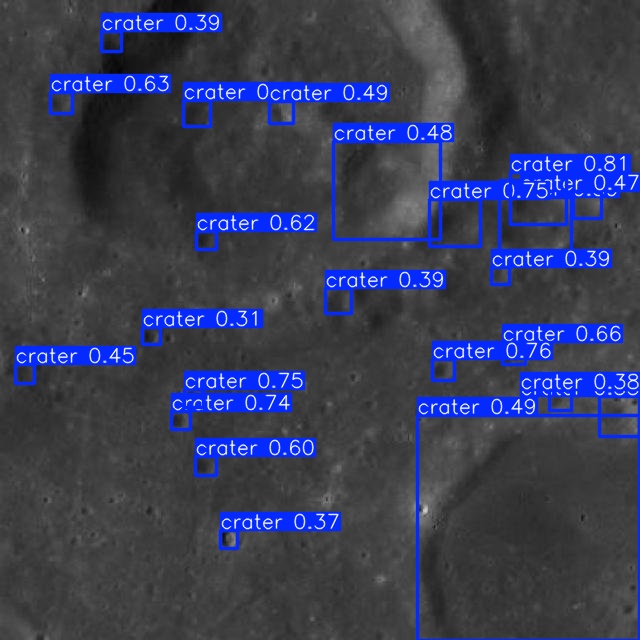 crater 0.39
crater 0.63
crater
crater 0.49
crater 0.48
crater 0.81
crater 0.47
crater 0.75
crater 0.62
crater 0.39
crater 0.39
crater 0.31
crater 0.66
crater 0.76
crater 0.45
crater 0.75
crater 0.38
crater 0.74
crater 0.49
crater 0.60
crater 0.37